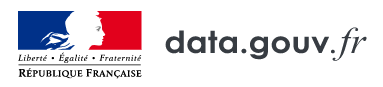 Liberté • Égalité • Fraternité
RÉPUBLIQUE FRANÇAISE
data.gouv.fr